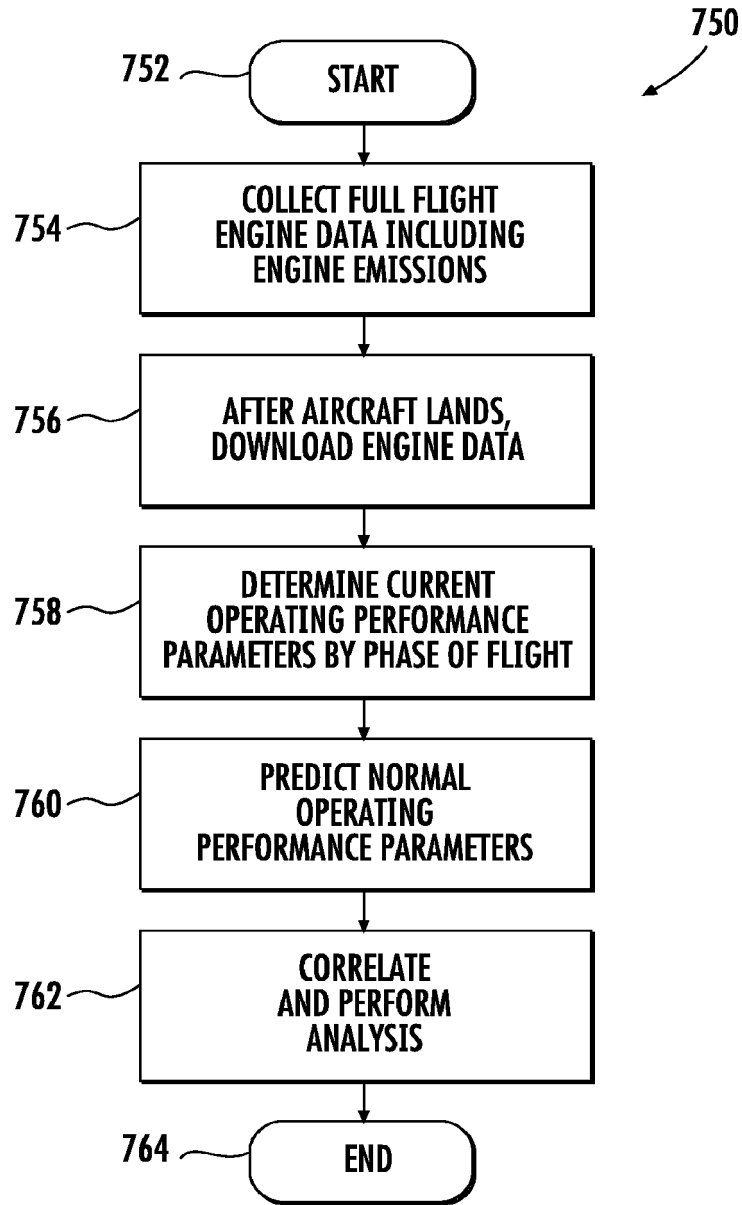 750
752
START
754
COLLECT FULL FLIGHT
ENGINE DATA INCLUDING
ENGINE EMISSIONS
756
AFTER AIRCRAFT LANDS,
DOWNLOAD ENGINE DATA
758
DETERMINE CURRENT
OPERATING PERFORMANCE
PARAMETERS BY PHASE OF FLIGHT
760
PREDICT NORMAL
OPERATING
PERFORMANCE PARAMETERS
762
CORRELATE
AND PERFORM
ANALYSIS
764
END